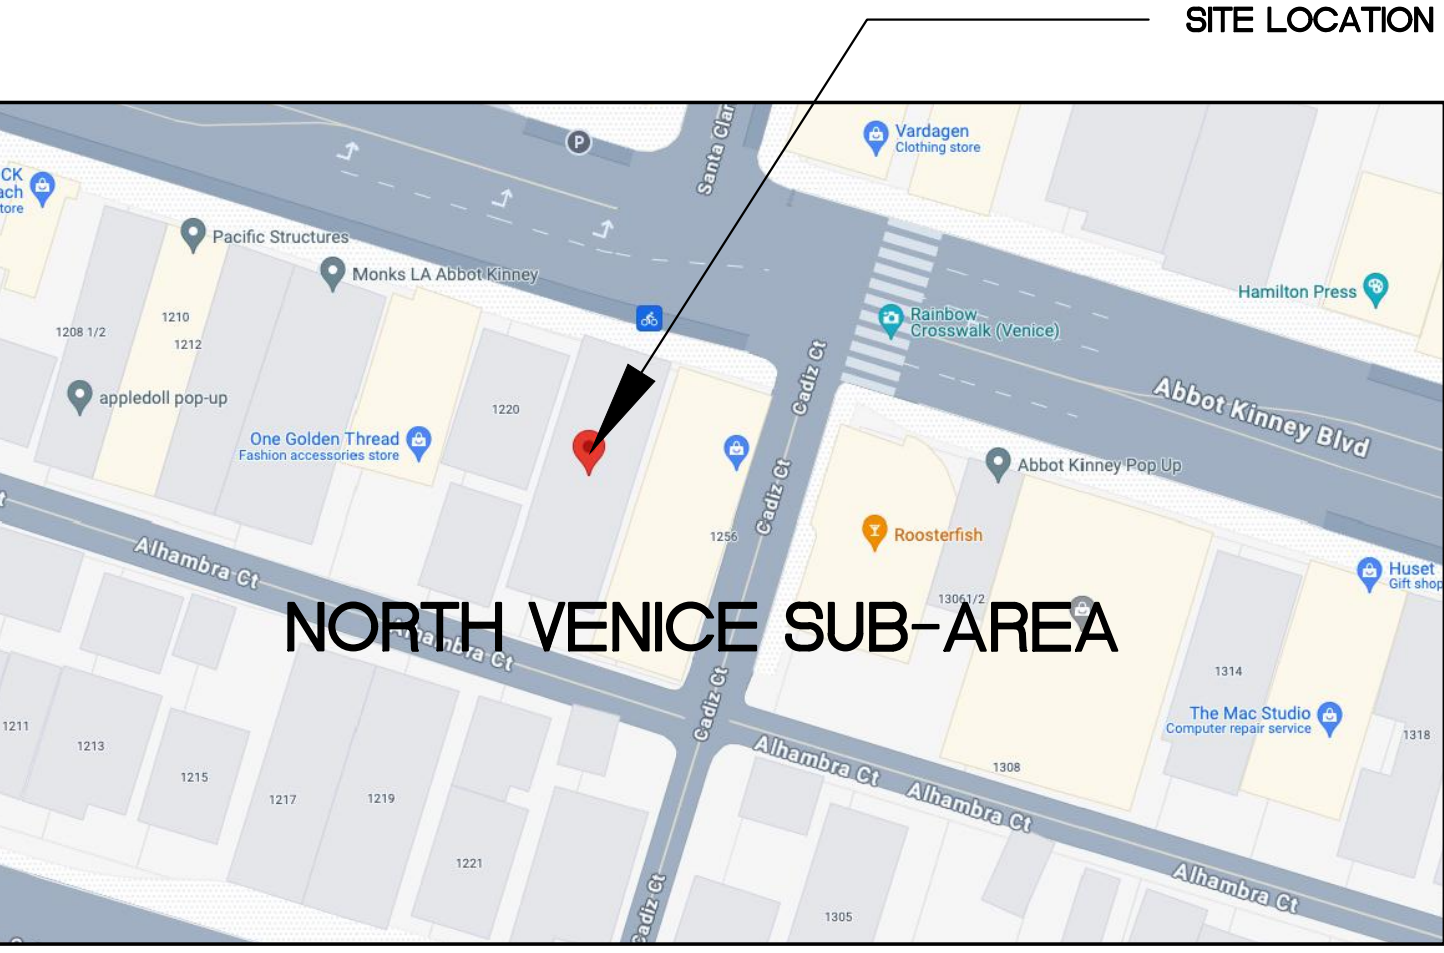 SITE LOCATION
Santa Clar
P
Vardagen
Clothing store
CK
ach
tore
Pacific Structures
Monks LA Abbot Kinney
Hamilton Press
1208 1/2
1210
1212
Rainbow
Crosswalk (Venice)
Cadiz Ct
appledoll pop-up
1220
Abbot Kinney Blvd
One Golden Thread
Fashion accessories store
Abbot Kinney Pop Up
Cadiz Ct
1256
Roosterfish
Alhambra Ct
Huset
Gift shop
13061/2
NORTH VENICE SUB-AREA
Alhambra Ct
1314
Cadiz Ct
The Mac Studio
Computer repair service
1318
1211
1213
1215
1217
1219
Alhambra Ct
1308
Alhambra Ct
1221
Alhambra Ct
1305
Cadiz Ct